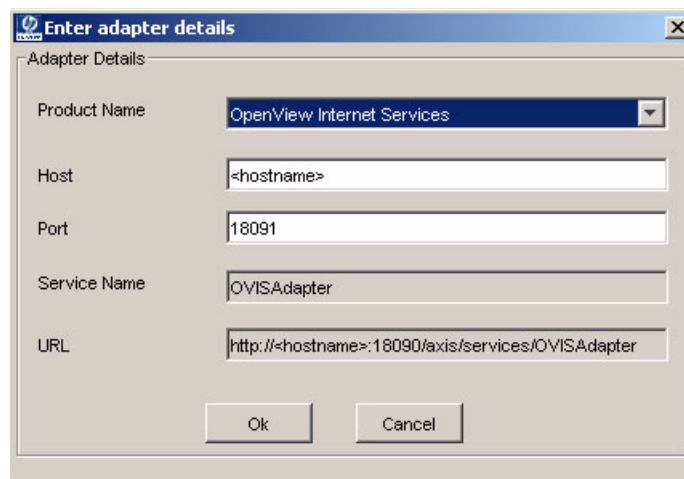 Enter adapter details
Adapter Details
Product Name OpenView Internet Services
Host <hostname>
Port 18091
Service Name OVISAdapter
URL http://<hostname>:18090/axis/services/OVISAdapter
Ok Cancel